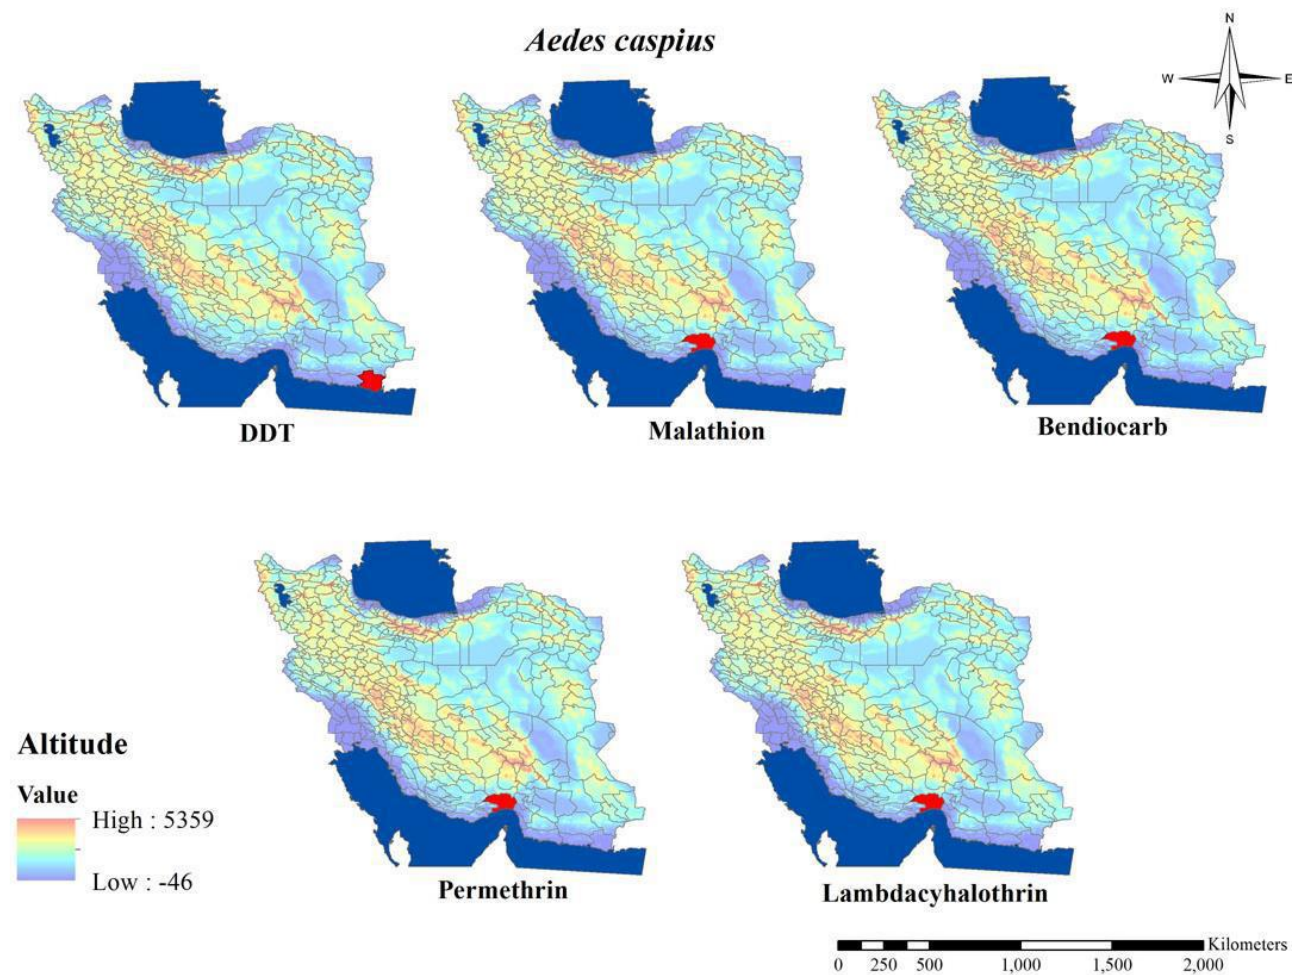 Aedes caspius
N
W E
S
DDT
Malathion
Bendiocarb
Altitude
Value
High : 5359
Low : -46
Permethrin
Lambdacyhalothrin
Kilometers
0 250 500 1,000 1,500 2,000